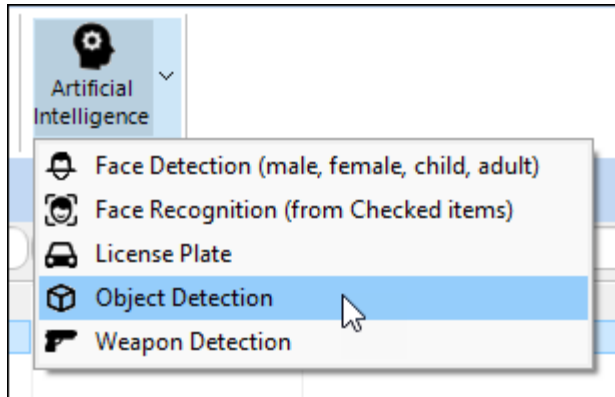 Artificial
Intelligence
Face Detection (male, female, child, adult)
Face Recognition (from Checked items)
License Plate
Object Detection
Weapon Detection